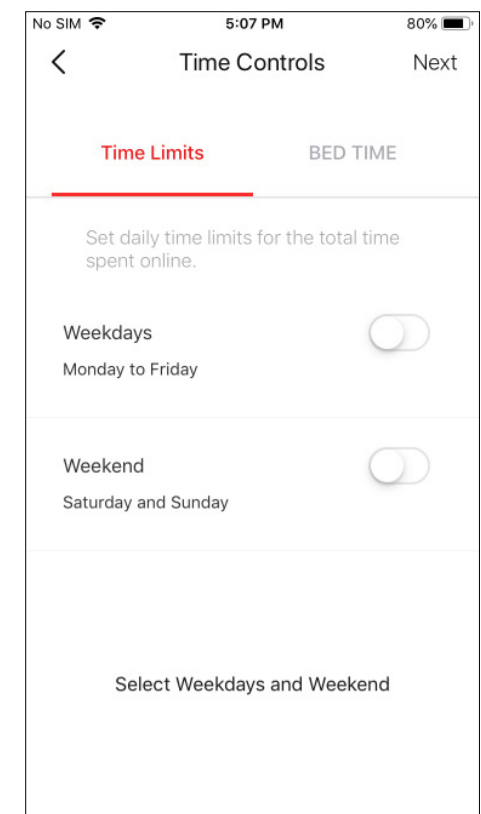 No SIM 5:07 PM 80%
Time Controls Next
Time Limits BED TIME
Set daily time limits for the total time
spent online.
Weekdays
Monday to Friday
Weekend
Saturday and Sunday
Select Weekdays and Weekend